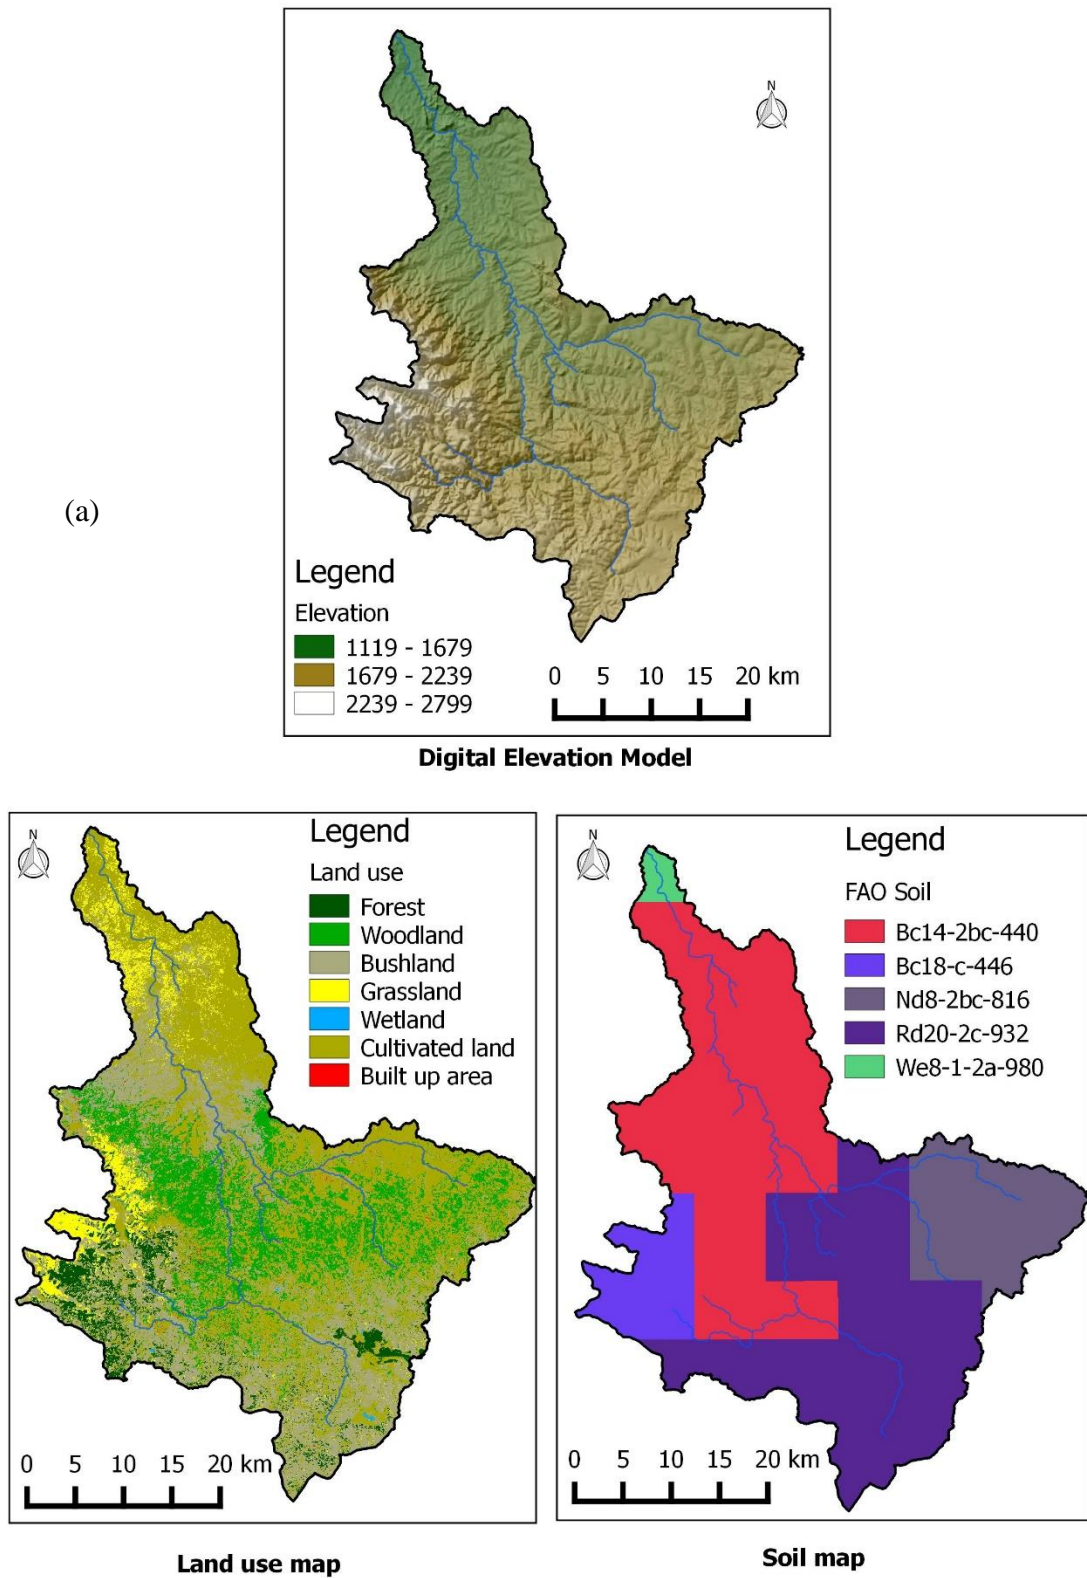 N
(a)
Legend
Elevation
1119 - 1679
1679 - 2239
2239 - 2799
0 5 10 15 20 km
Digital Elevation Model
N
Legend
Land use
Forest
Woodland
Bushland
Grassland
Wetland
Cultivated land
Built up area
0 5 10 15 20 km
Land use map
N
Legend
FAO Soil
Bc14-2bc-440
Bc18-c-446
Nd8-2bc-816
Rd20-2c-932
We8-1-2a-980
0 5 10 15 20 km
Soil map